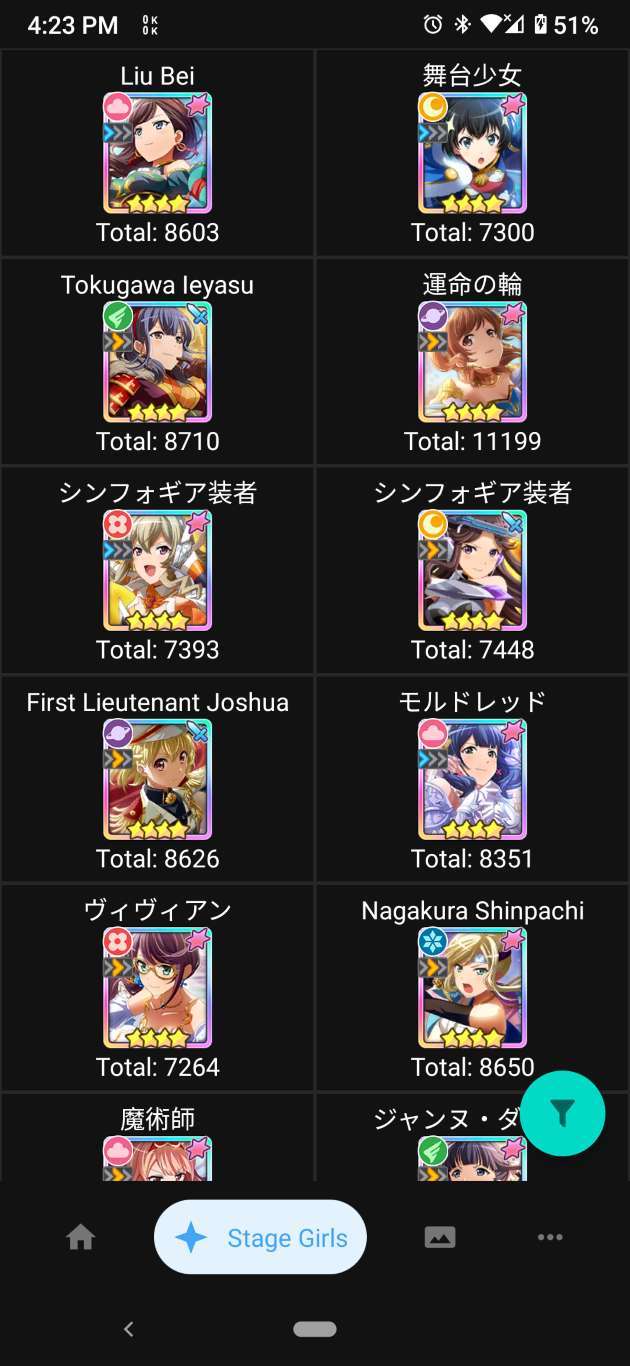 4:23 PM
OK
OK
51%
Liu Bei
舞台少女
Total: 8603
Total: 7300
Tokugawa Ieyasu
運命の輪
Total: 8710
Total: 11199
シンフォギア装者
シンフォギア装者
Total: 7393
Total: 7448
First Lieutenant Joshua
モルドレッド
Total: 8626
Total: 8351
ヴィヴィアン
Nagakura Shinpachi
Total: 7264
Total: 8650
魔術師
ジャンヌ・ダ
Stage Girls